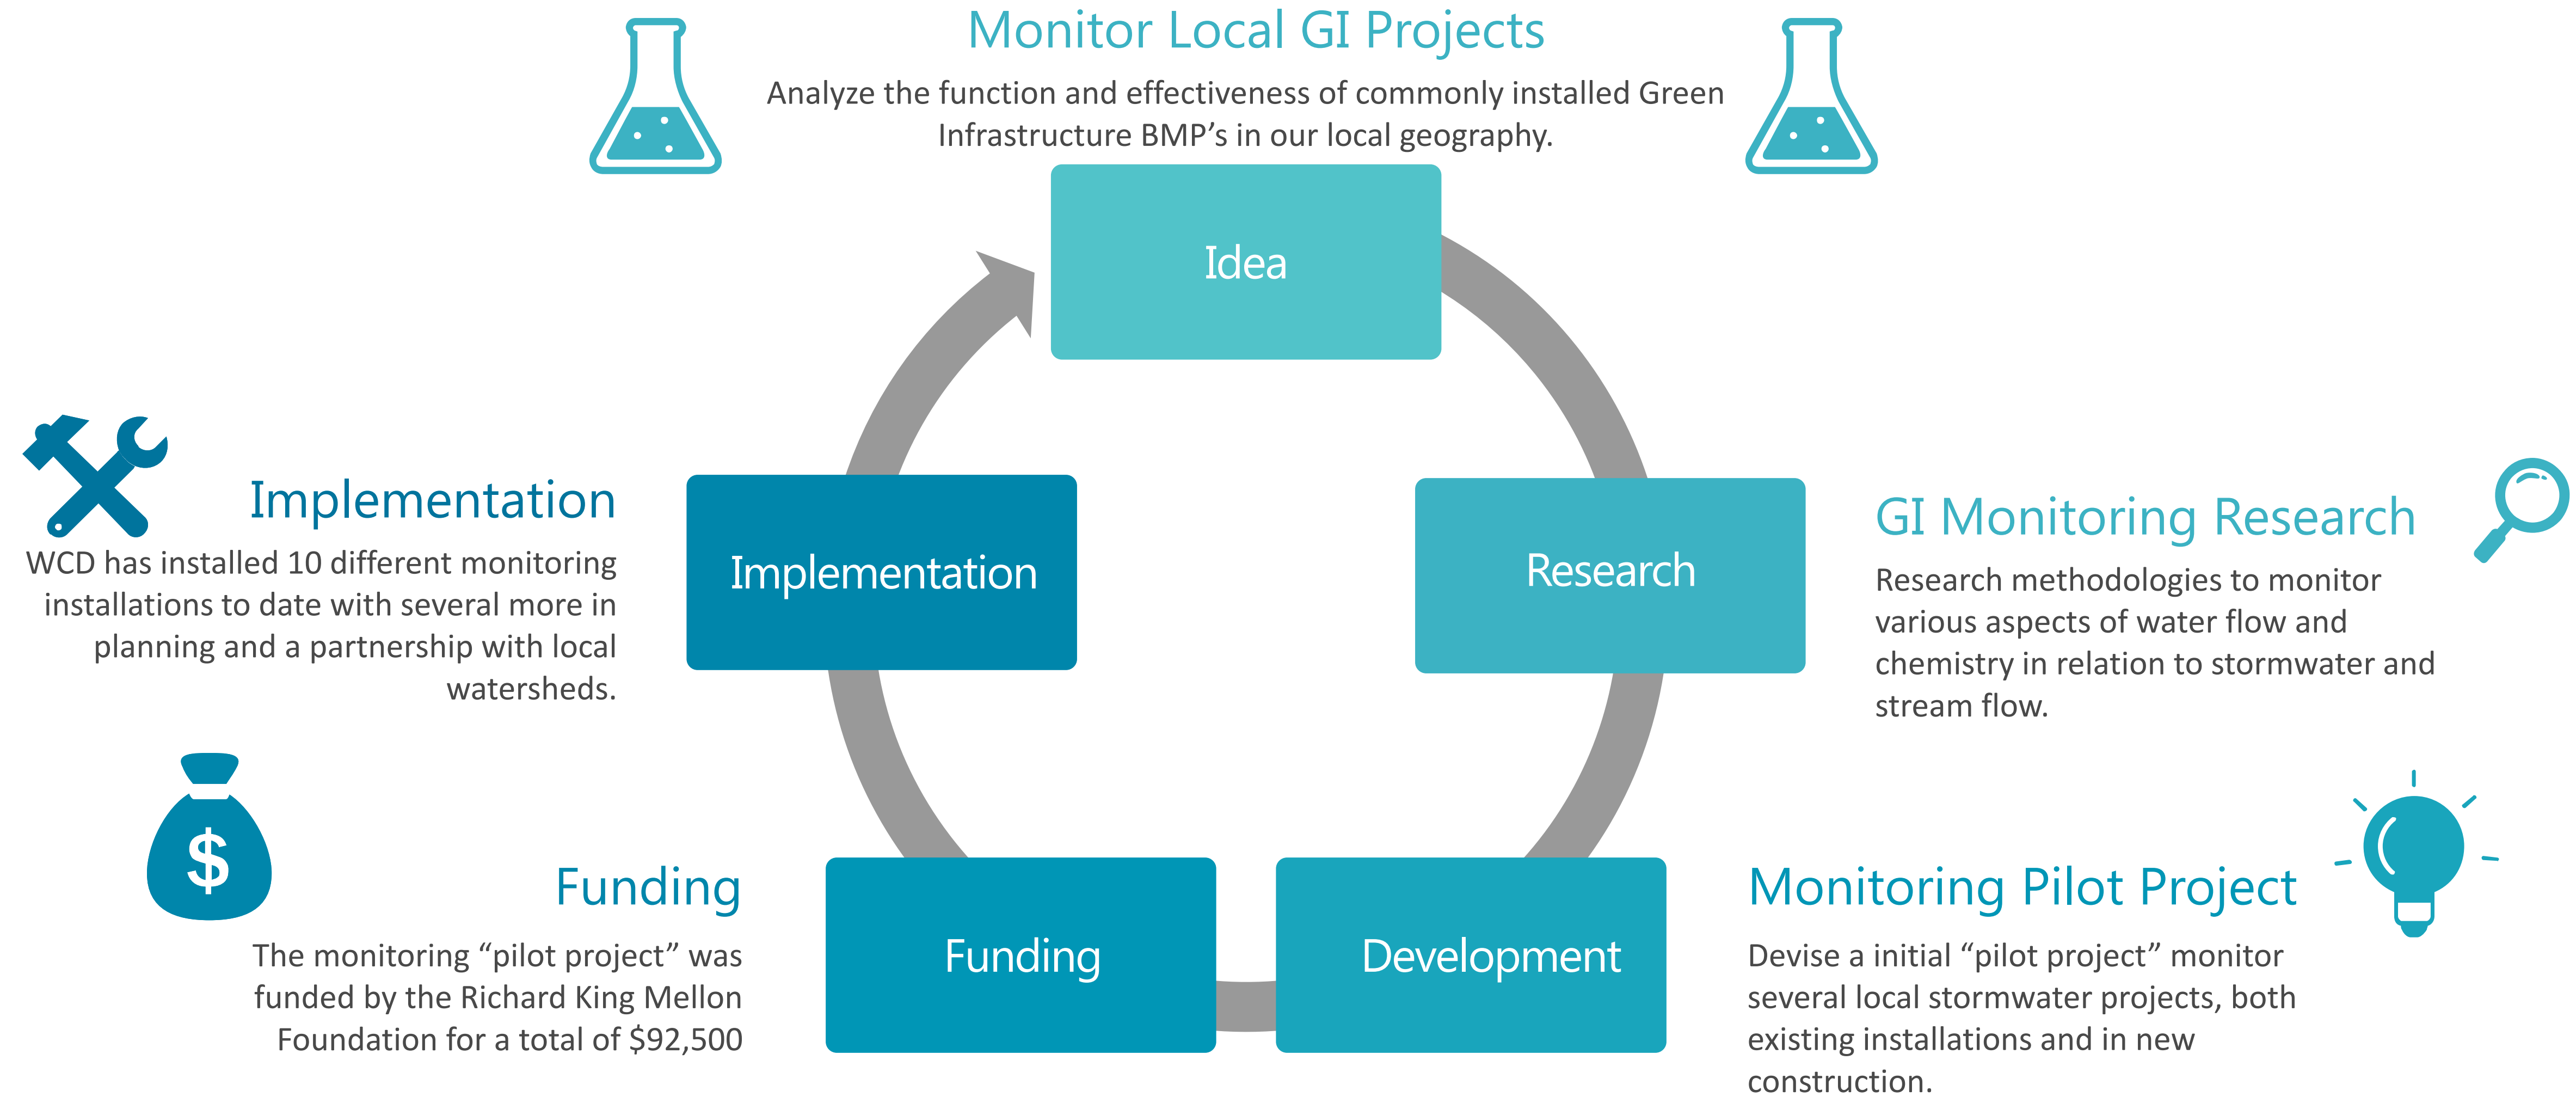 Monitor Local GI Projects
Analyze the function and effectiveness of commonly installed Green
Infrastructure BMP’s in our local geography.
Idea
Research
GI Monitoring Research
Research methodologies to monitor
various aspects of water flow and
chemistry in relation to stormwater and
stream flow.
Development
Monitoring Pilot Project
Devise a initial “pilot project” monitor
several local stormwater projects, both
existing installations and in new
construction.
Funding
$
Funding
The monitoring “pilot project” was
funded by the Richard King Mellon
Foundation for a total of $92,500
Implementation
Implementation
WCD has installed 10 different monitoring
installations to date with several more in
planning and a partnership with local
watersheds.